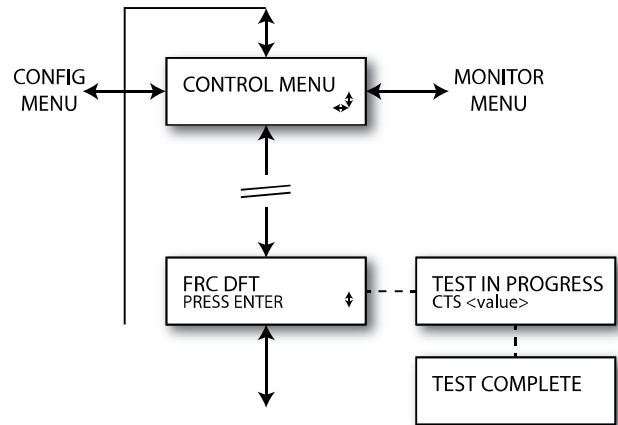 CONFIG
MENU
CONTROL MENU
MONITOR
MENU
FRC DFT
PRESS ENTER
TEST IN PROGRESS
CTS <value>
TEST COMPLETE